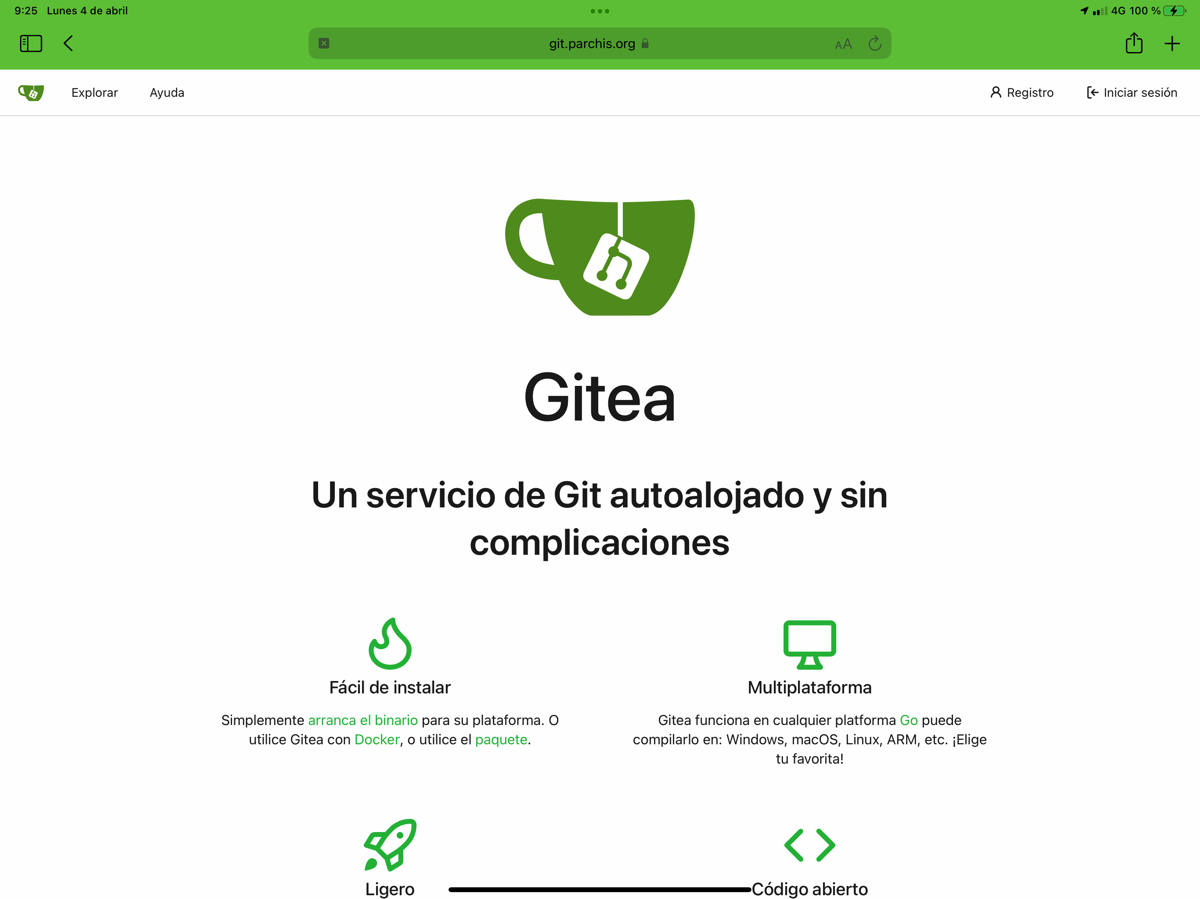 9:25 Lunes 4 de abril
4G 100 %
git.parchis.org
AA
Explorar
Ayuda
Registro
Iniciar sesión
Gitea
Un servicio de Git autoalojado y sin
complicaciones
Fácil de instalar
Simplemente arranca el binario para su plataforma. O
utilice Gitea con Docker, o utilice el paquete.
Multiplataforma
Gitea funciona en cualquier platforma Go puede
compilarlo en: Windows, macOS, Linux, ARM, etc. ¡Elige
tu favorita!
Ligero
Código abierto